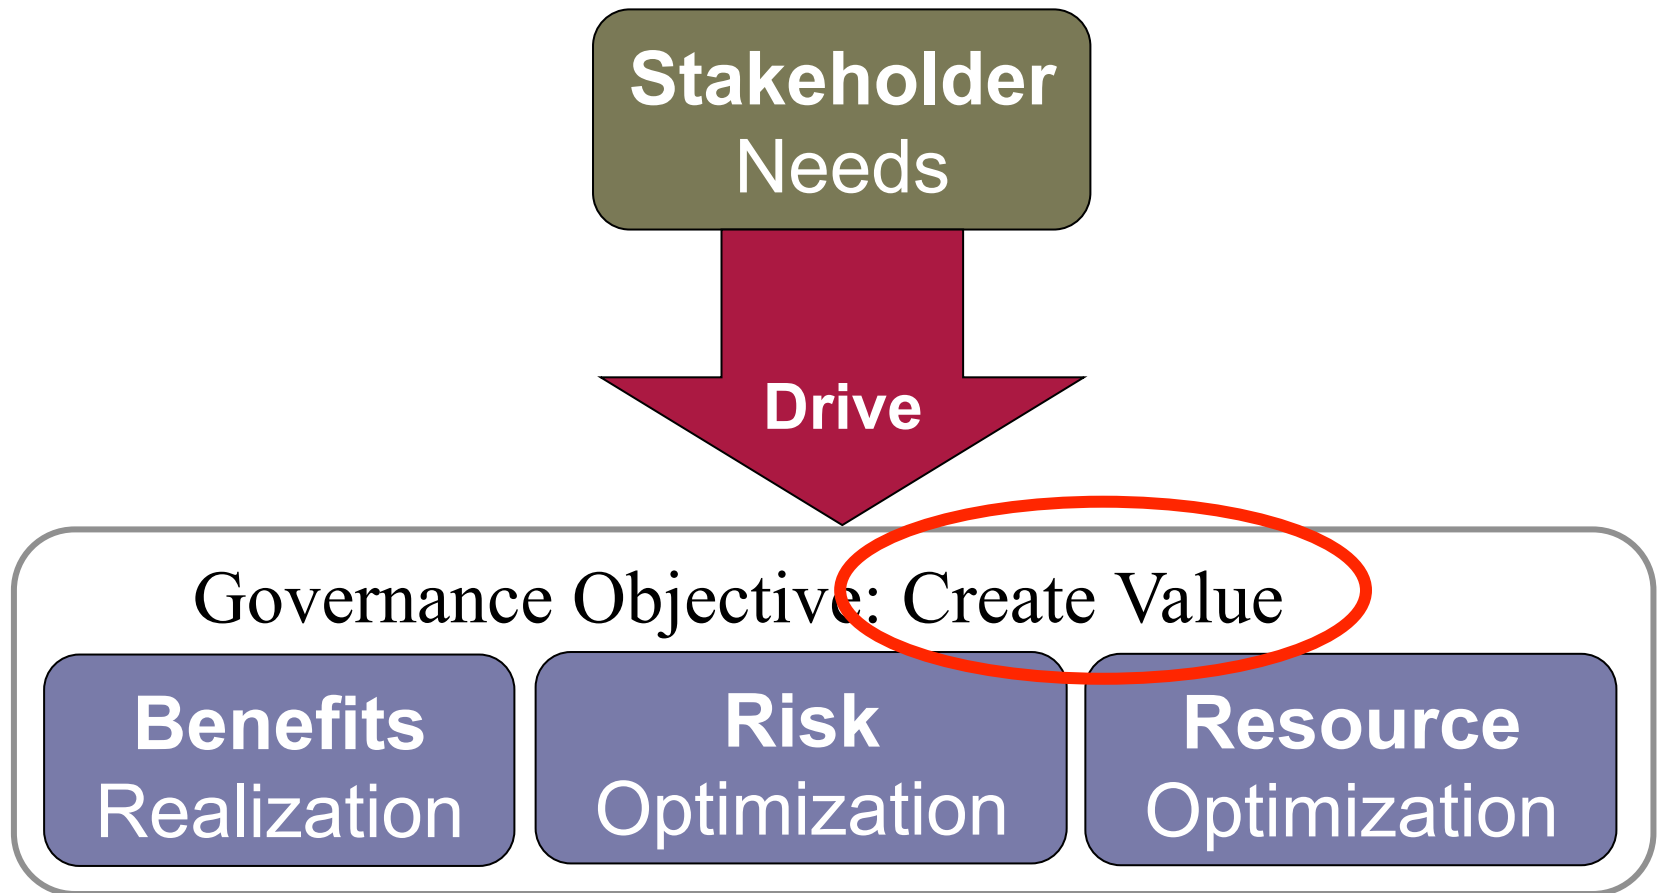 Stakeholder
Needs
Drive
Governance Objective: Create Value
Benefits
Realization
Risk
Optimization
Resource
Optimization